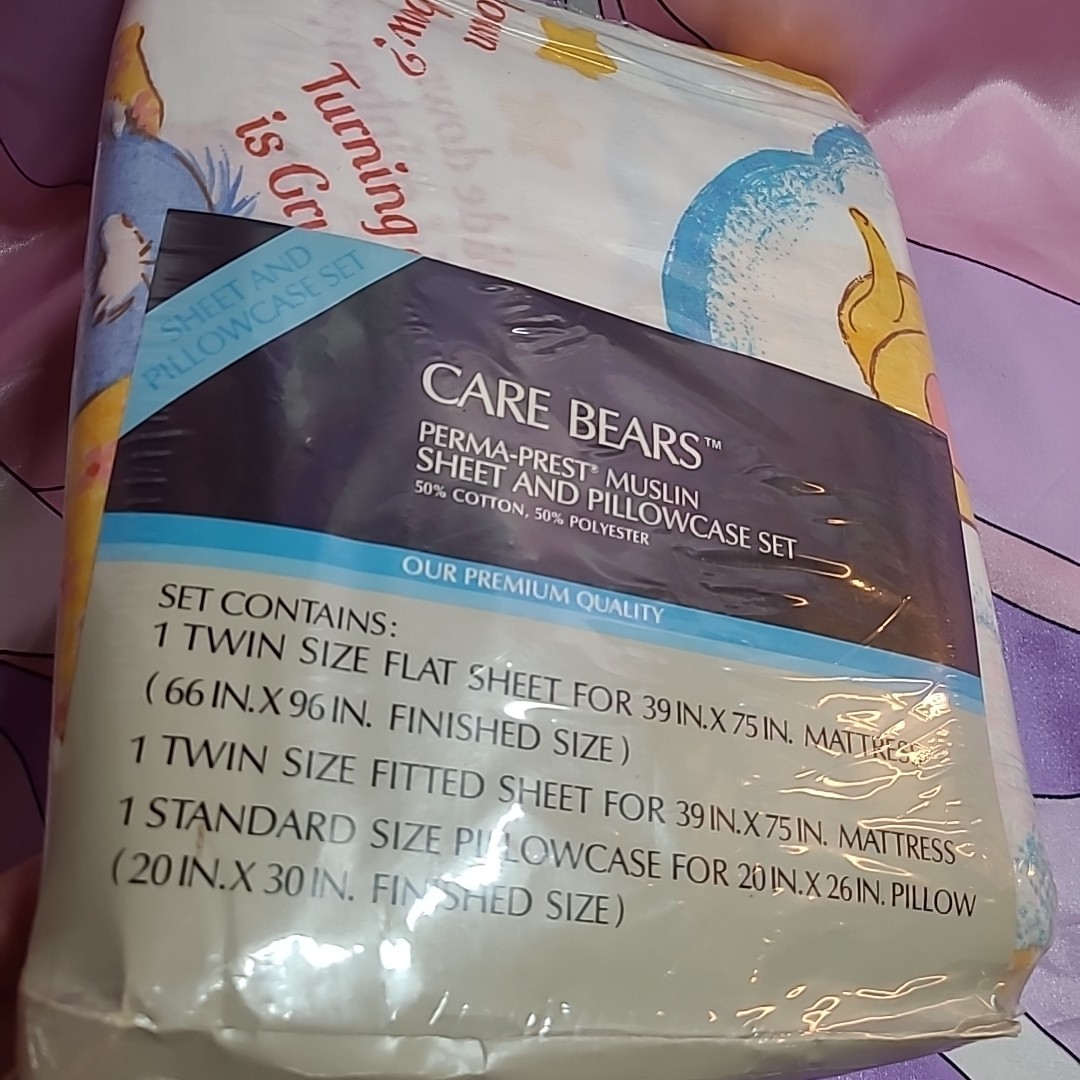 Turning
is
SHEET AND
PILLOWCASE SET
CARE BEARS™
PERMA-PREST® MUSLIN
SHEET AND PILLOWCASE SET
50% COTTON, 50% POLYESTER
OUR PREMIUM QUALITY
SET CONTAINS:
1 TWIN SIZE FLAT SHEET FOR 39 IN. X 75 IN. MATTRESS
(66 IN. X 96 IN. FINISHED SIZE)
1 TWIN SIZE FITTED SHEET FOR 39 IN. X 75 IN. MATTRESS
1 STANDARD SIZE PILLOWCASE FOR 20 IN. X 26 IN. PILLOW
(20 IN. X 30 IN. FINISHED SIZE)